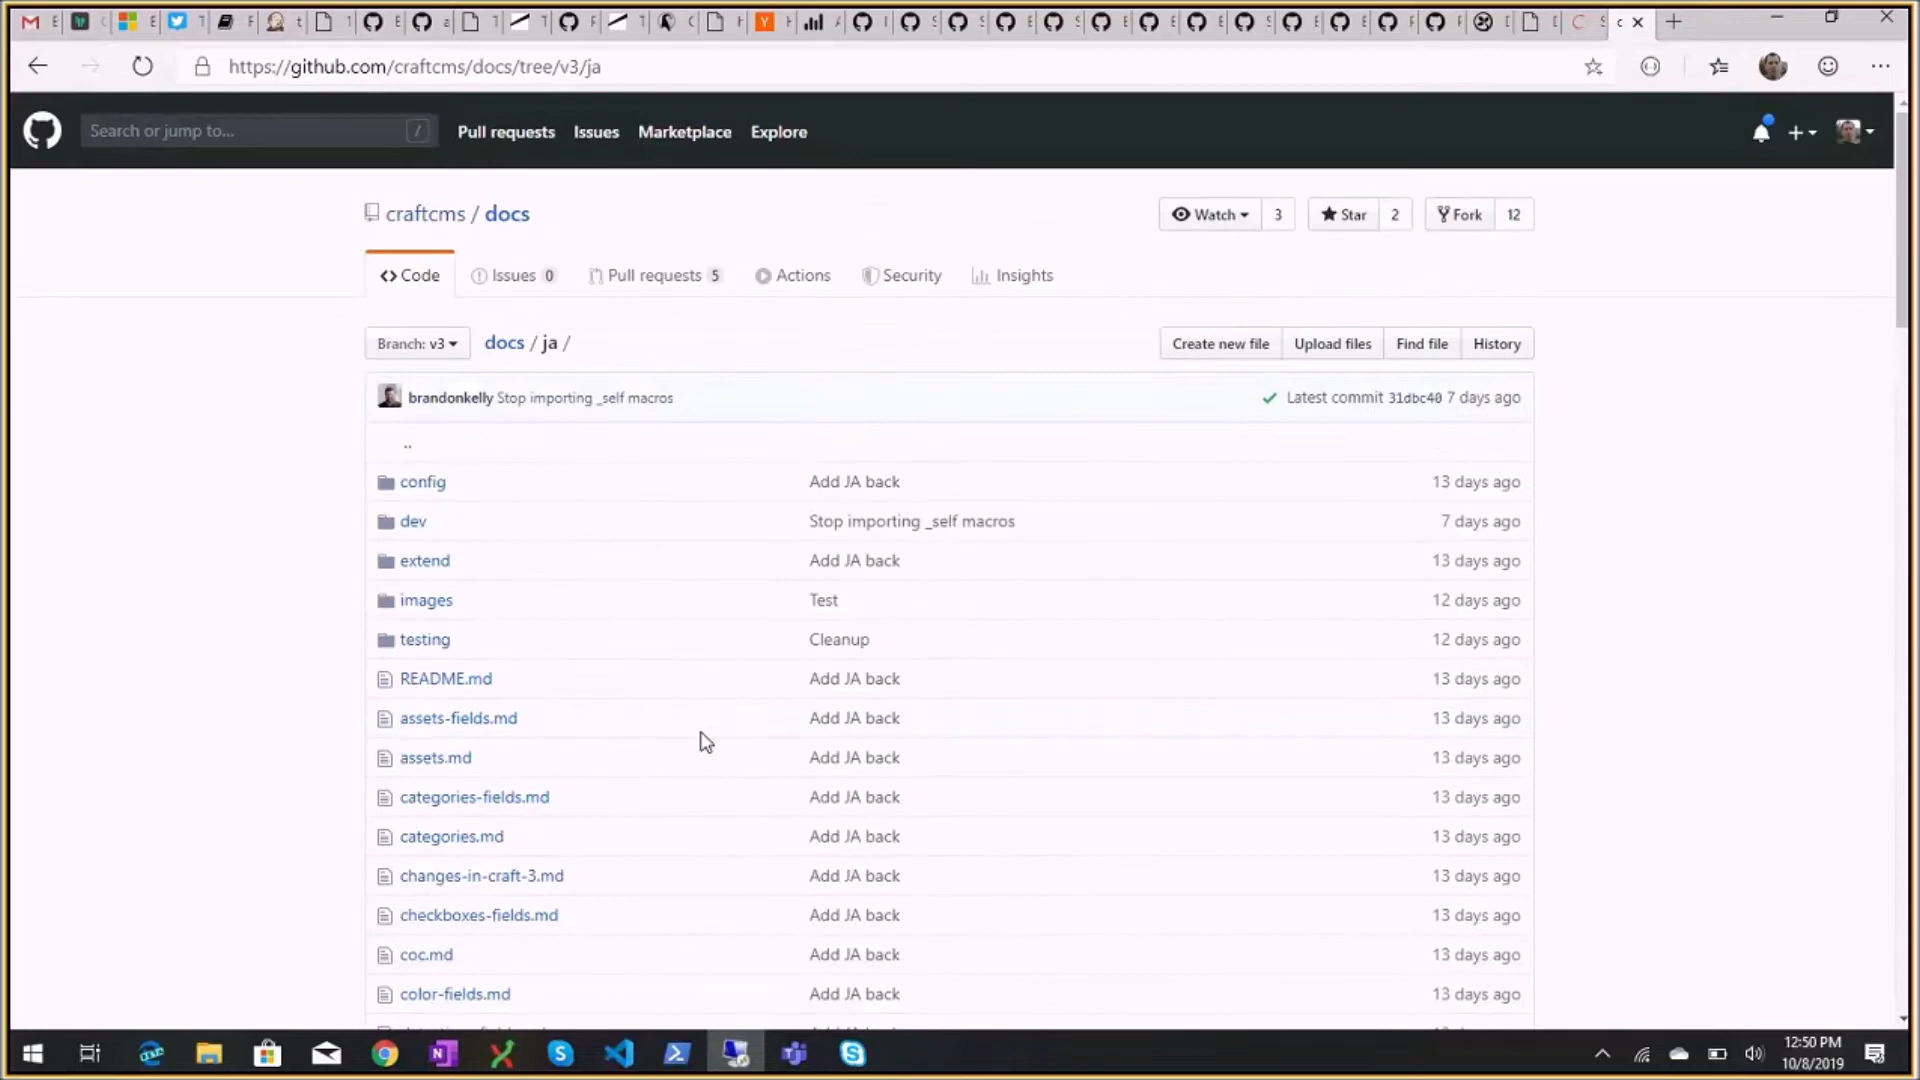 https://github.com/craftcms/docs/tree/v3/ja
Search or jump to...
/
Pull requests
Issues
Marketplace
Explore
craftcms / docs
Watch 3
Star 2
Fork 12
Code
Issues 0
Pull requests 5
Actions
Security
Insights
Branch: v3
docs / ja /
Create new file
Upload files
Find file
History
brandonkelly Stop importing _self macros
Latest commit 31dbc40 7 days ago
..
config Add JA back 13 days ago
dev Stop importing _self macros 7 days ago
extend Add JA back 13 days ago
images Test 12 days ago
testing Cleanup 12 days ago
README.md Add JA back 13 days ago
assets-fields.md Add JA back 13 days ago
assets.md Add JA back 13 days ago
categories-fields.md Add JA back 13 days ago
categories.md Add JA back 13 days ago
changes-in-craft-3.md Add JA back 13 days ago
checkboxes-fields.md Add JA back 13 days ago
coc.md Add JA back 13 days ago
color-fields.md Add JA back 13 days ago
12:50 PM
10/8/2019